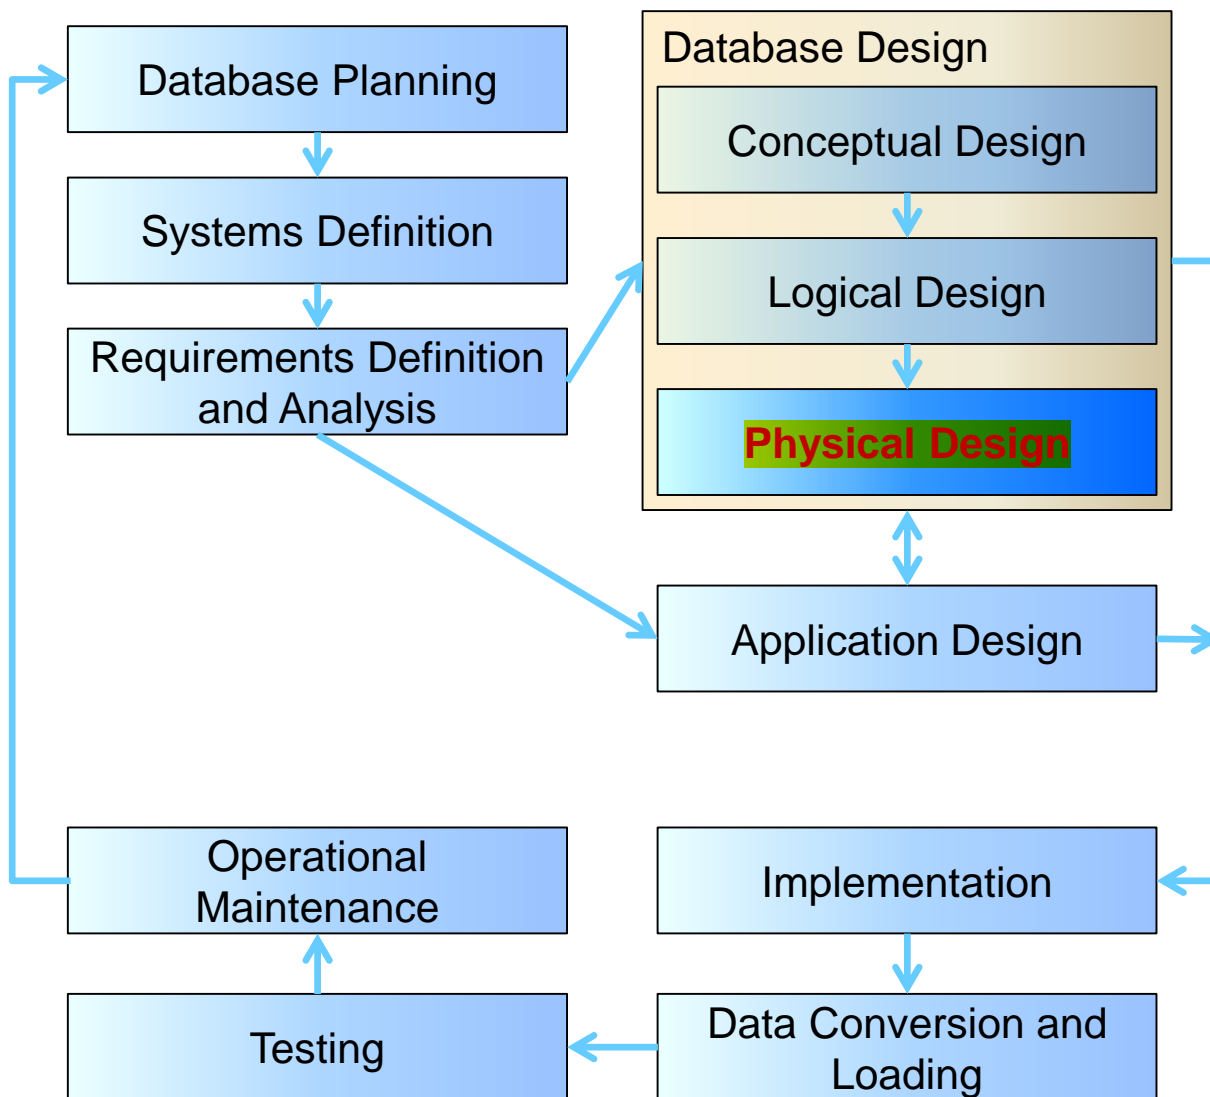 Database Planning
Systems Definition
Requirements Definition
and Analysis
Database Design
Conceptual Design
Logical Design
Physical Design
Application Design
Implementation
Data Conversion and
Loading
Testing
Operational
Maintenance